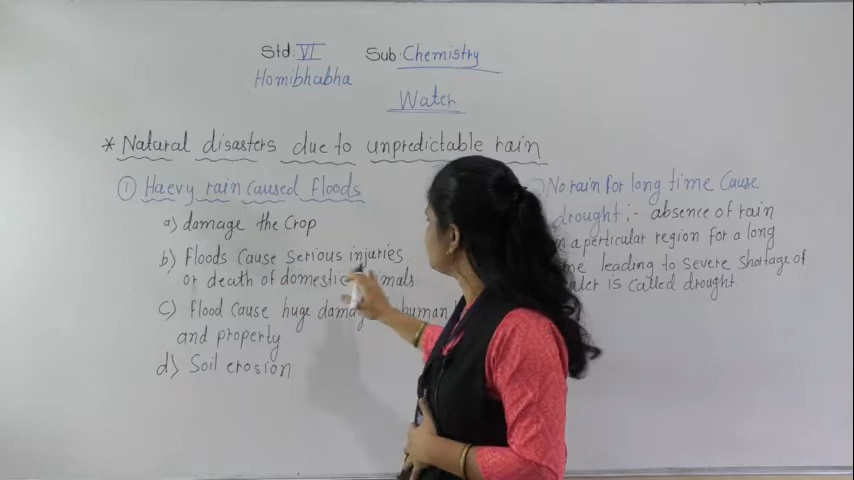 Std: VI Sub: Chemistry
Homibhabha
Water
* Natural disasters due to unpredictable rain
① Haevy rain caused floods
a) damage the Crop
b) Floods cause serious injuries
or death of domestic
c) Flood cause huge human
and property
d) Soil erosion
No rain for long time Cause
drought :- absence of rain
a perticular region for a long
leading to severe shortage of
is called drought